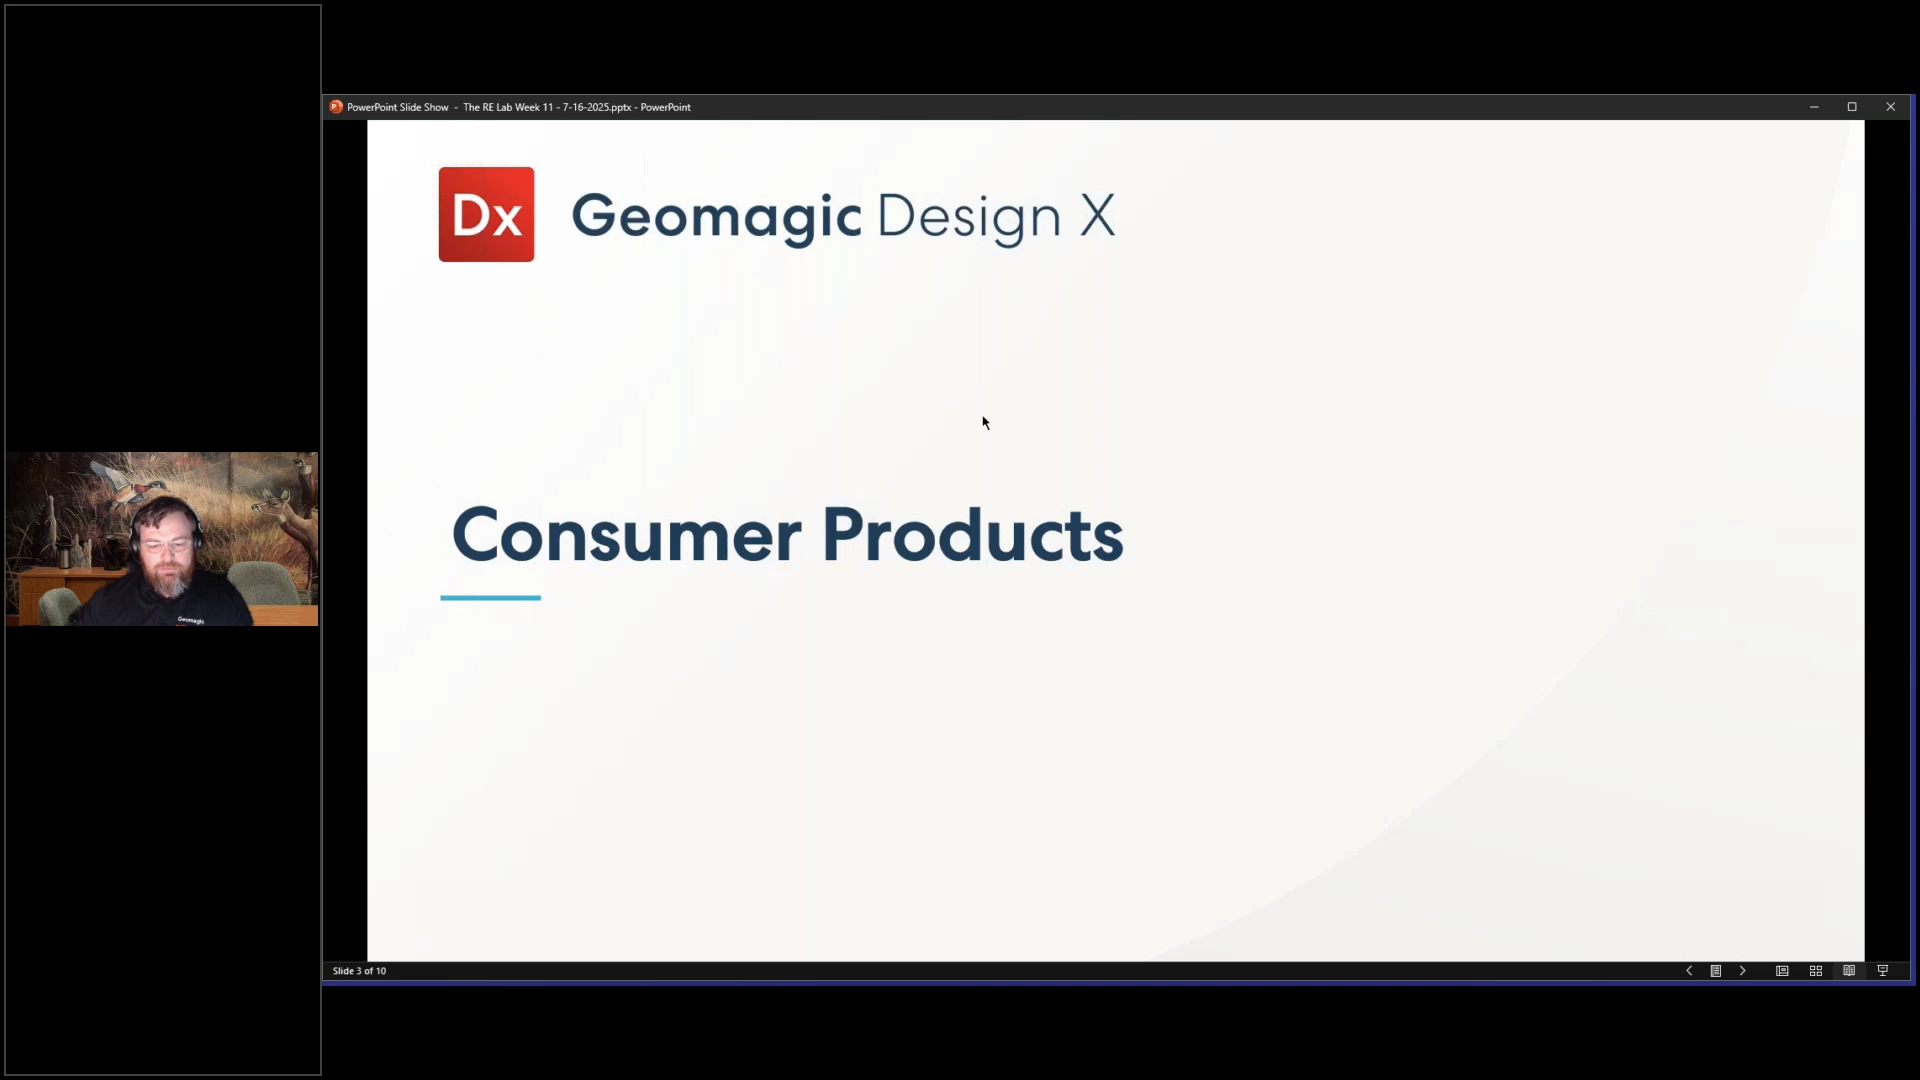 PowerPoint Slide Show - The RE Lab Week 11 - 7-16-2025.pptx - PowerPoint
Dx Geomagic Design X
Consumer Products
Geomagic
Slide 3 of 10